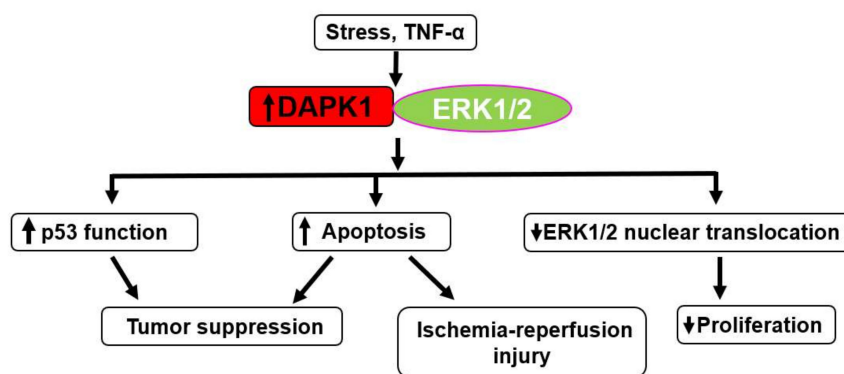 Stress, TNF-α
↑DAPK1
ERK1/2
↑ p53 function
↑ Apoptosis
↓ERK1/2 nuclear translocation
Tumor suppression
Ischemia-reperfusion
injury
↓Proliferation